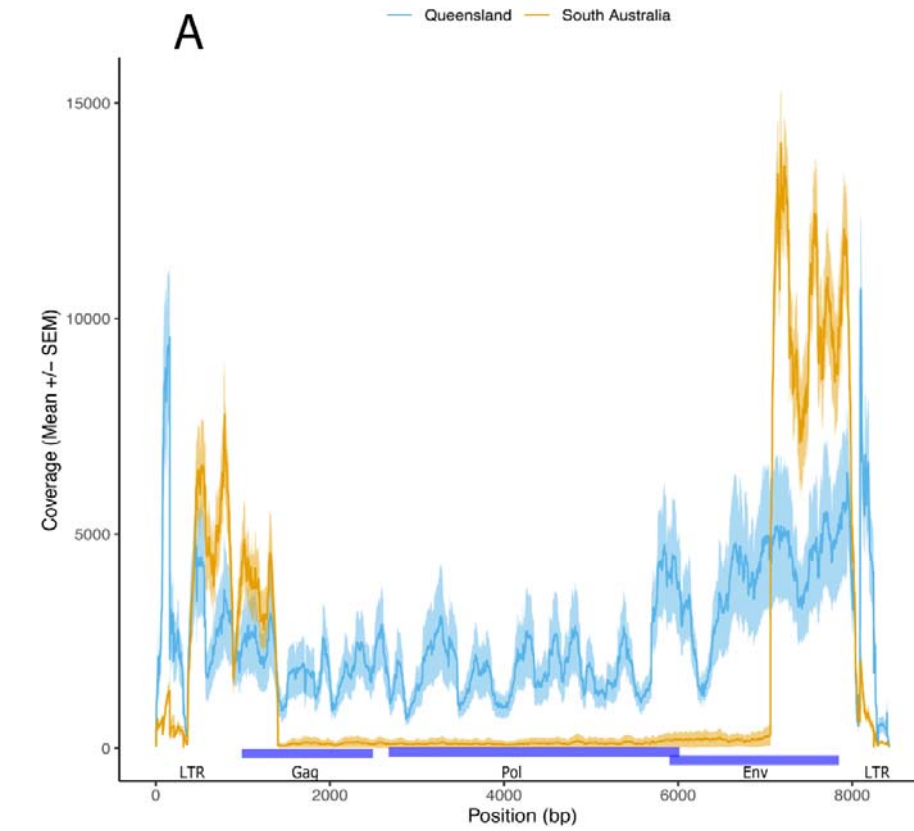 A
Queensland South Australia
15000
10000
5000
0
Coverage (Mean +/− SEM)
LTR Gag Pol Env LTR
0 2000 4000 6000 8000
Position (bp)